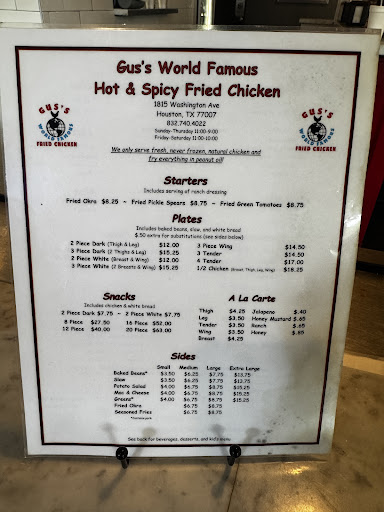 Gus's World Famous
Hot & Spicy Fried Chicken
1815 Washington Ave
Houston, TX 77007
832.740.4022
Sunday-Thursday 11:00-9:00
Friday-Saturday 11:00-10:00
GUS'S
WORLD FAMOUS
FRIED CHICKEN
GUS'S
WORLD FAMOUS
FRIED CHICKEN
We only serve fresh, never frozen, natural chicken and
fry everything in peanut oil!
Starters
Includes serving of ranch dressing
Fried Okra $6.25 ~ Fried Pickle Spears $8.75 ~ Fried Green Tomatoes $8.75
Plates
Includes baked beans, slaw, and white bread
$.50 extra for substitutions (see sides below)
2 Piece Dark (Thigh & Leg) $12.00
3 Piece Dark (2 Thighs & Leg) $15.25
2 Piece White (Breast & Wing) $12.00
3 Piece White (2 Breasts & Wing) $15.25
3 Piece Wing $14.50
3 Tender $14.50
4 Tender $17.00
1/2 Chicken (Breast, Thigh, Leg, Wing) $18.25
Snacks
Includes chicken & white bread
2 Piece Dark $7.75 ~ 2 Piece White $7.75
8 Piece $27.50 16 Piece $52.00
12 Piece $40.00 20 Piece $63.00
A La Carte
Thigh $4.25 Jalapeno $.40
Leg $3.50 Honey Mustard $.65
Tender $3.50 Ranch $.65
Wing $3.50 Honey $.85
Breast $4.25
Sides
Small Medium Large Extra Large
Baked Beans* $3.50 $6.25 $7.75 $13.75
Slaw $3.50 $6.25 $7.75 $13.75
Potato Salad $4.00 $6.75 $8.75 $15.25
Mac & Cheese $4.00 $6.75 $8.75 $15.25
Greens* $4.00 $6.75 $8.75 $15.25
Fried Okra $6.75 $8.75
Seasoned Fries $6.75 $8.75
*Contains pork
See back for beverages, desserts, and kid's menu